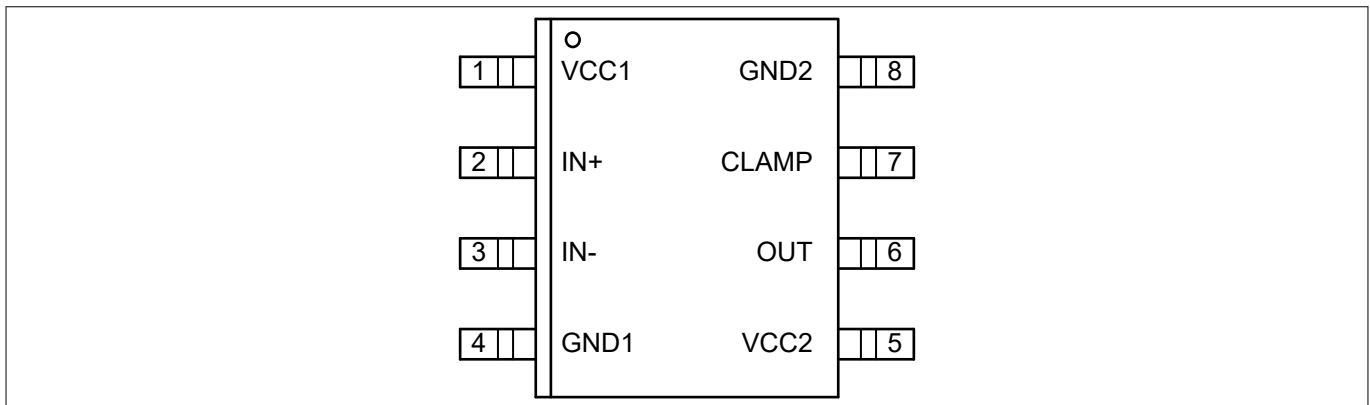 1 VCC1 GND2 8
2 IN+ CLAMP 7
3 IN- OUT 6
4 GND1 VCC2 5